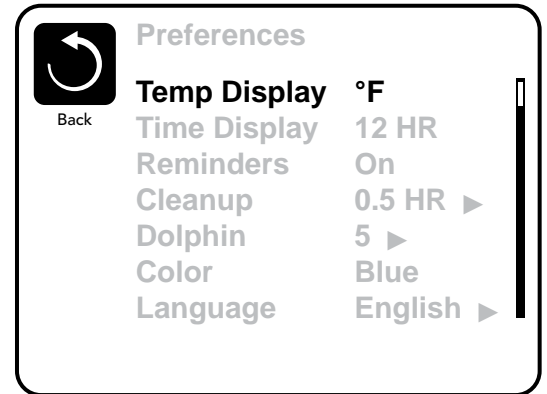 Preferences
Back
Temp Display °F
Time Display 12 HR
Reminders On
Cleanup 0.5 HR ▶
Dolphin 5 ▶
Color Blue
Language English ▶